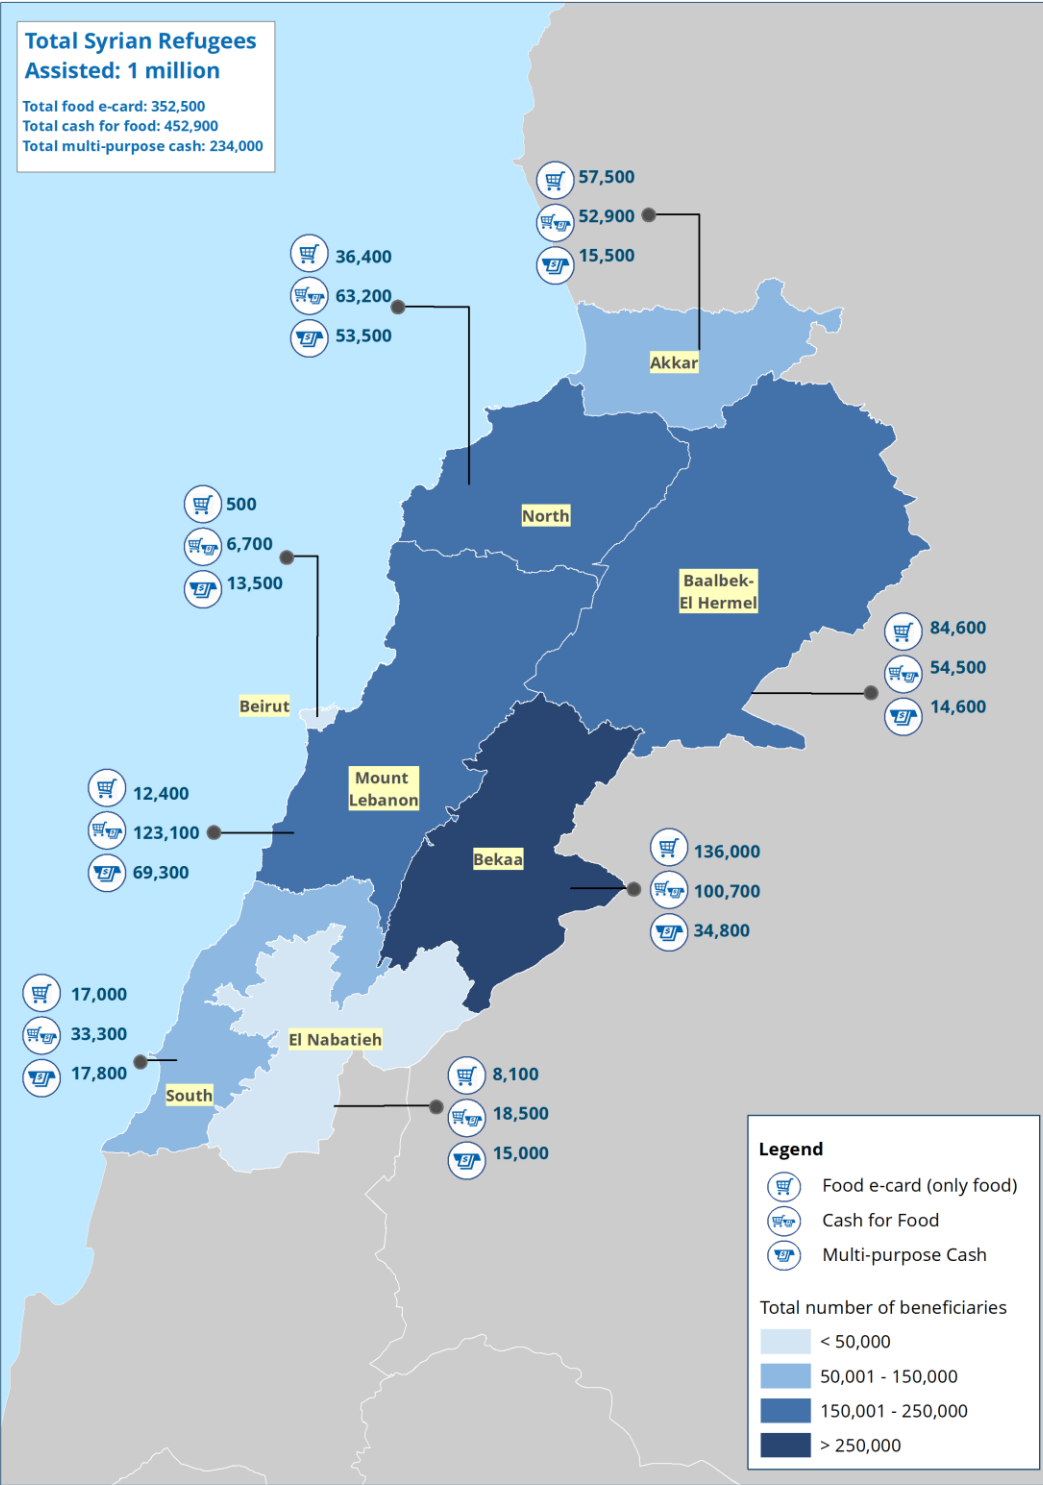 Total Syrian Refugees
Assisted: 1 million
Total food e-card: 352,500
Total cash for food: 452,900
Total multi-purpose cash: 234,000
57,500
52,900
15,500
36,400
63,200
53,500
Akkar
500
6,700
13,500
North
Baalbek-
El Hermel
84,600
54,500
14,600
Beirut
Mount
Lebanon
12,400
123,100
69,300
Bekaa
136,000
100,700
34,800
17,000
33,300
17,800
El Nabatieh
South
8,100
18,500
15,000
Legend
Food e-card (only food)
Cash for Food
Multi-purpose Cash
Total number of beneficiaries
< 50,000
50,001 - 150,000
150,001 - 250,000
> 250,000